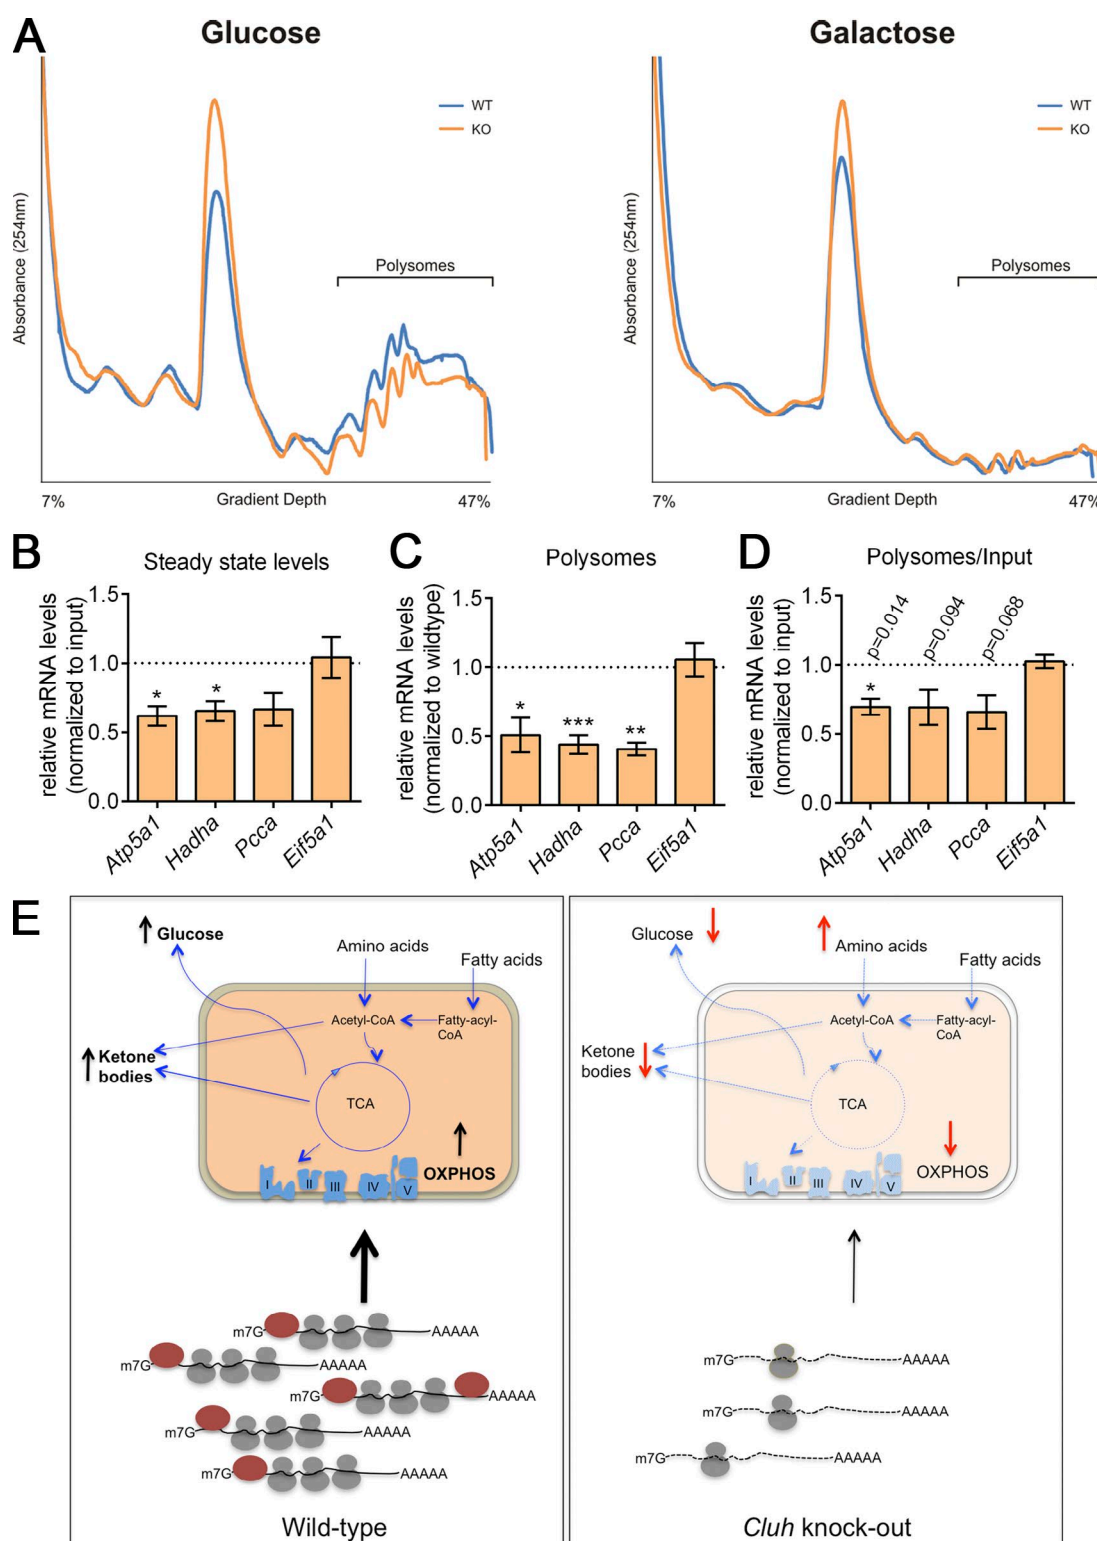 A
Glucose
Galactose
Absorbance (254nm)
WT
KO
Polysomes
7%
Gradient Depth
47%
Absorbance (254nm)
WT
KO
Polysomes
7%
Gradient Depth
47%
B
Steady state levels
relative mRNA levels
(normalized to input)
1.5
1.0
0.5
0.0
*
*
Atp5a1
Hadha
Pcca
Eif5a1
C
Polysomes
relative mRNA levels
(normalized to wildtype)
1.5
1.0
0.5
0.0
*
***
**
Atp5a1
Hadha
Pcca
Eif5a1
D
Polysomes/Input
relative mRNA levels
(normalized to input)
1.5
1.0
0.5
0.0
p=0.014
p=0.094
p=0.068
*
Atp5a1
Hadha
Pcca
Eif5a1
E
Glucose
Amino acids
Fatty acids
Acetyl-CoA
Fatty-acyl-
CoA
Ketone
bodies
TCA
OXPHOS
I
II
III
IV
V
m7G
AAAAA
m7G
AAAAA
m7G
AAAAA
m7G
AAAAA
m7G
AAAAA
Wild-type
Glucose
Amino acids
Fatty acids
Acetyl-CoA
Fatty-acyl-
CoA
Ketone
bodies
TCA
OXPHOS
I
II
III
IV
V
m7G
AAAAA
m7G
AAAAA
m7G
AAAAA
Cluh knock-out